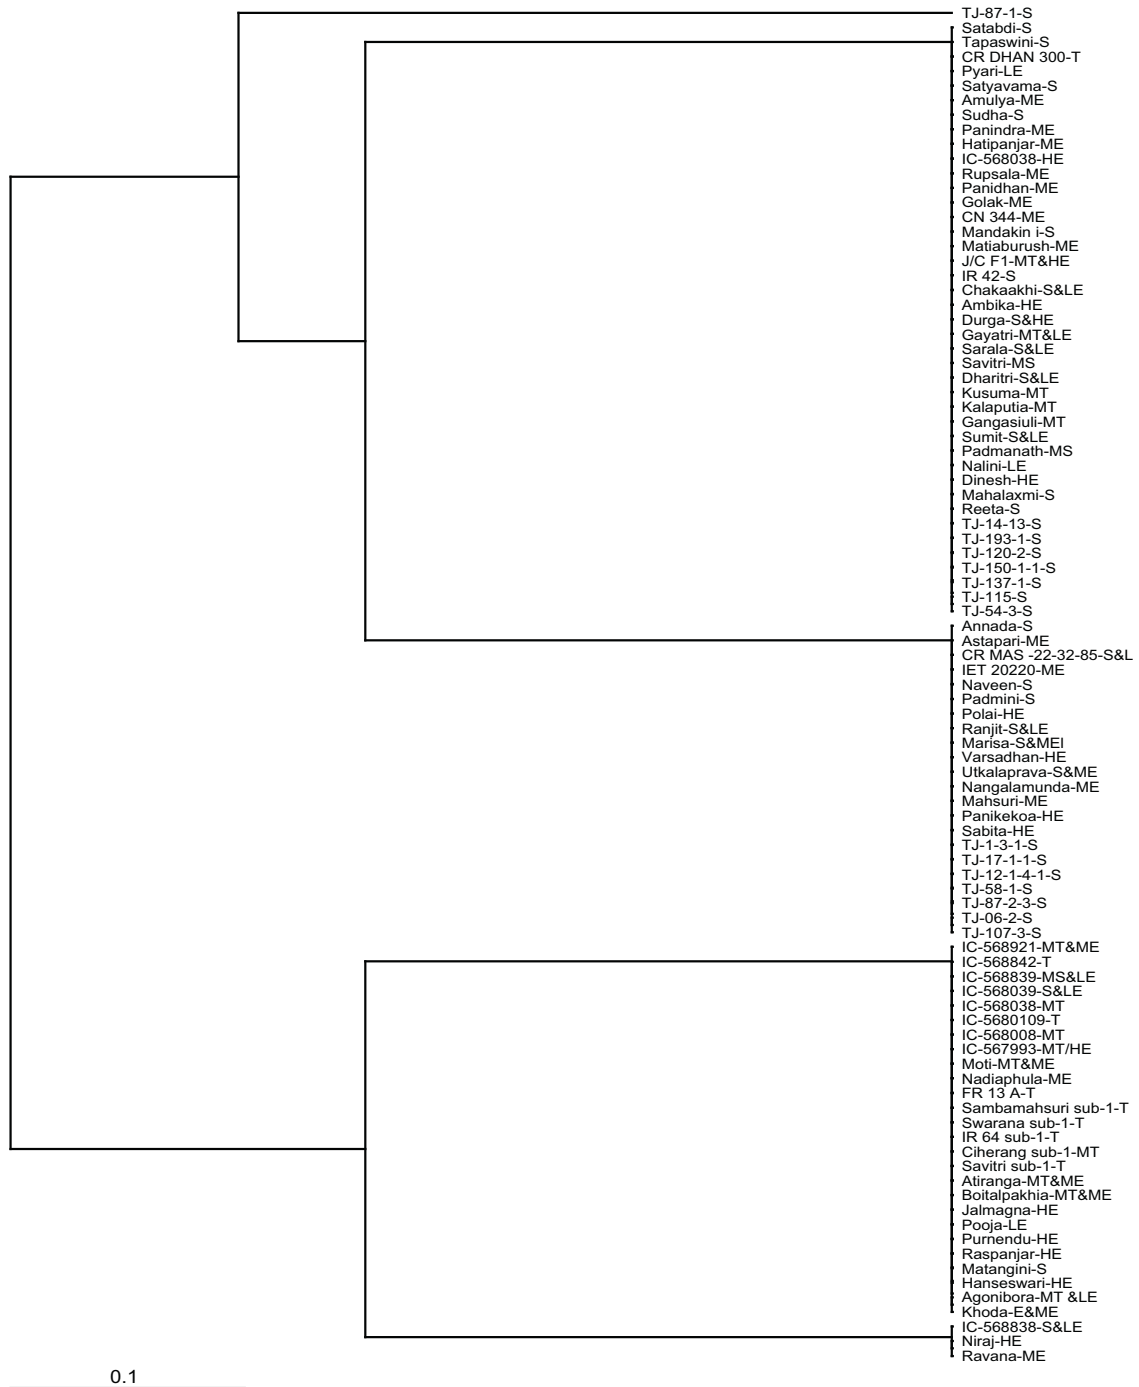 TJ-87-1-S
Satabdi-S
Tapaswini-S
CR DHAN 300-T
Pyari-LE
Satyavama-S
Amulya-ME
Sudha-S
Panindra-ME
Hatipanjar-ME
IC-568038-HE
Rupsala-ME
Panidhan-ME
Golak-ME
CN 344-ME
Mandakin i-S
Matiaburush-ME
J/C F1-MT&HE
IR 42-S
Chakaakhi-S&LE
Ambika-HE
Durga-S&HE
Gayatri-MT&LE
Sarala-S&LE
Savitri-MS
Dharitri-S&LE
Kusuma-MT
Kalaputia-MT
Gangasiuli-MT
Sumit-S&LE
Padmanath-MS
Nalini-LE
Dinesh-HE
Mahalaxmi-S
Reeta-S
TJ-14-13-S
TJ-193-1-S
TJ-120-2-S
TJ-150-1-1-S
TJ-137-1-S
TJ-115-S
TJ-54-3-S
Annada-S
Astapari-ME
CR MAS -22-32-85-S&L
IET 20220-ME
Naveen-S
Padmini-S
Polai-HE
Ranjit-S&LE
Marisa-S&MEl
Varsadhan-HE
Utkalaprava-S&ME
Nangalamunda-ME
Mahsuri-ME
Panikekoa-HE
Sabita-HE
TJ-1-3-1-S
TJ-17-1-1-S
TJ-12-1-4-1-S
TJ-58-1-S
TJ-87-2-3-S
TJ-06-2-S
TJ-107-3-S
IC-568921-MT&ME
IC-568842-T
IC-568839-MS&LE
IC-568039-S&LE
IC-568038-MT
IC-5680109-T
IC-568008-MT
IC-567993-MT/HE
Moti-MT&ME
Nadiaphula-ME
FR 13 A-T
Sambamahsuri sub-1-T
Swarana sub-1-T
IR 64 sub-1-T
Ciherang sub-1-MT
Savitri sub-1-T
Atiranga-MT&ME
Boitalpakhia-MT&ME
Jalmagna-HE
Pooja-LE
Purnendu-HE
Raspanjar-HE
Matangini-S
Hanseswari-HE
Agonibora-MT &LE
Khoda-E&ME
IC-568838-S&LE
Niraj-HE
Ravana-ME
0.1